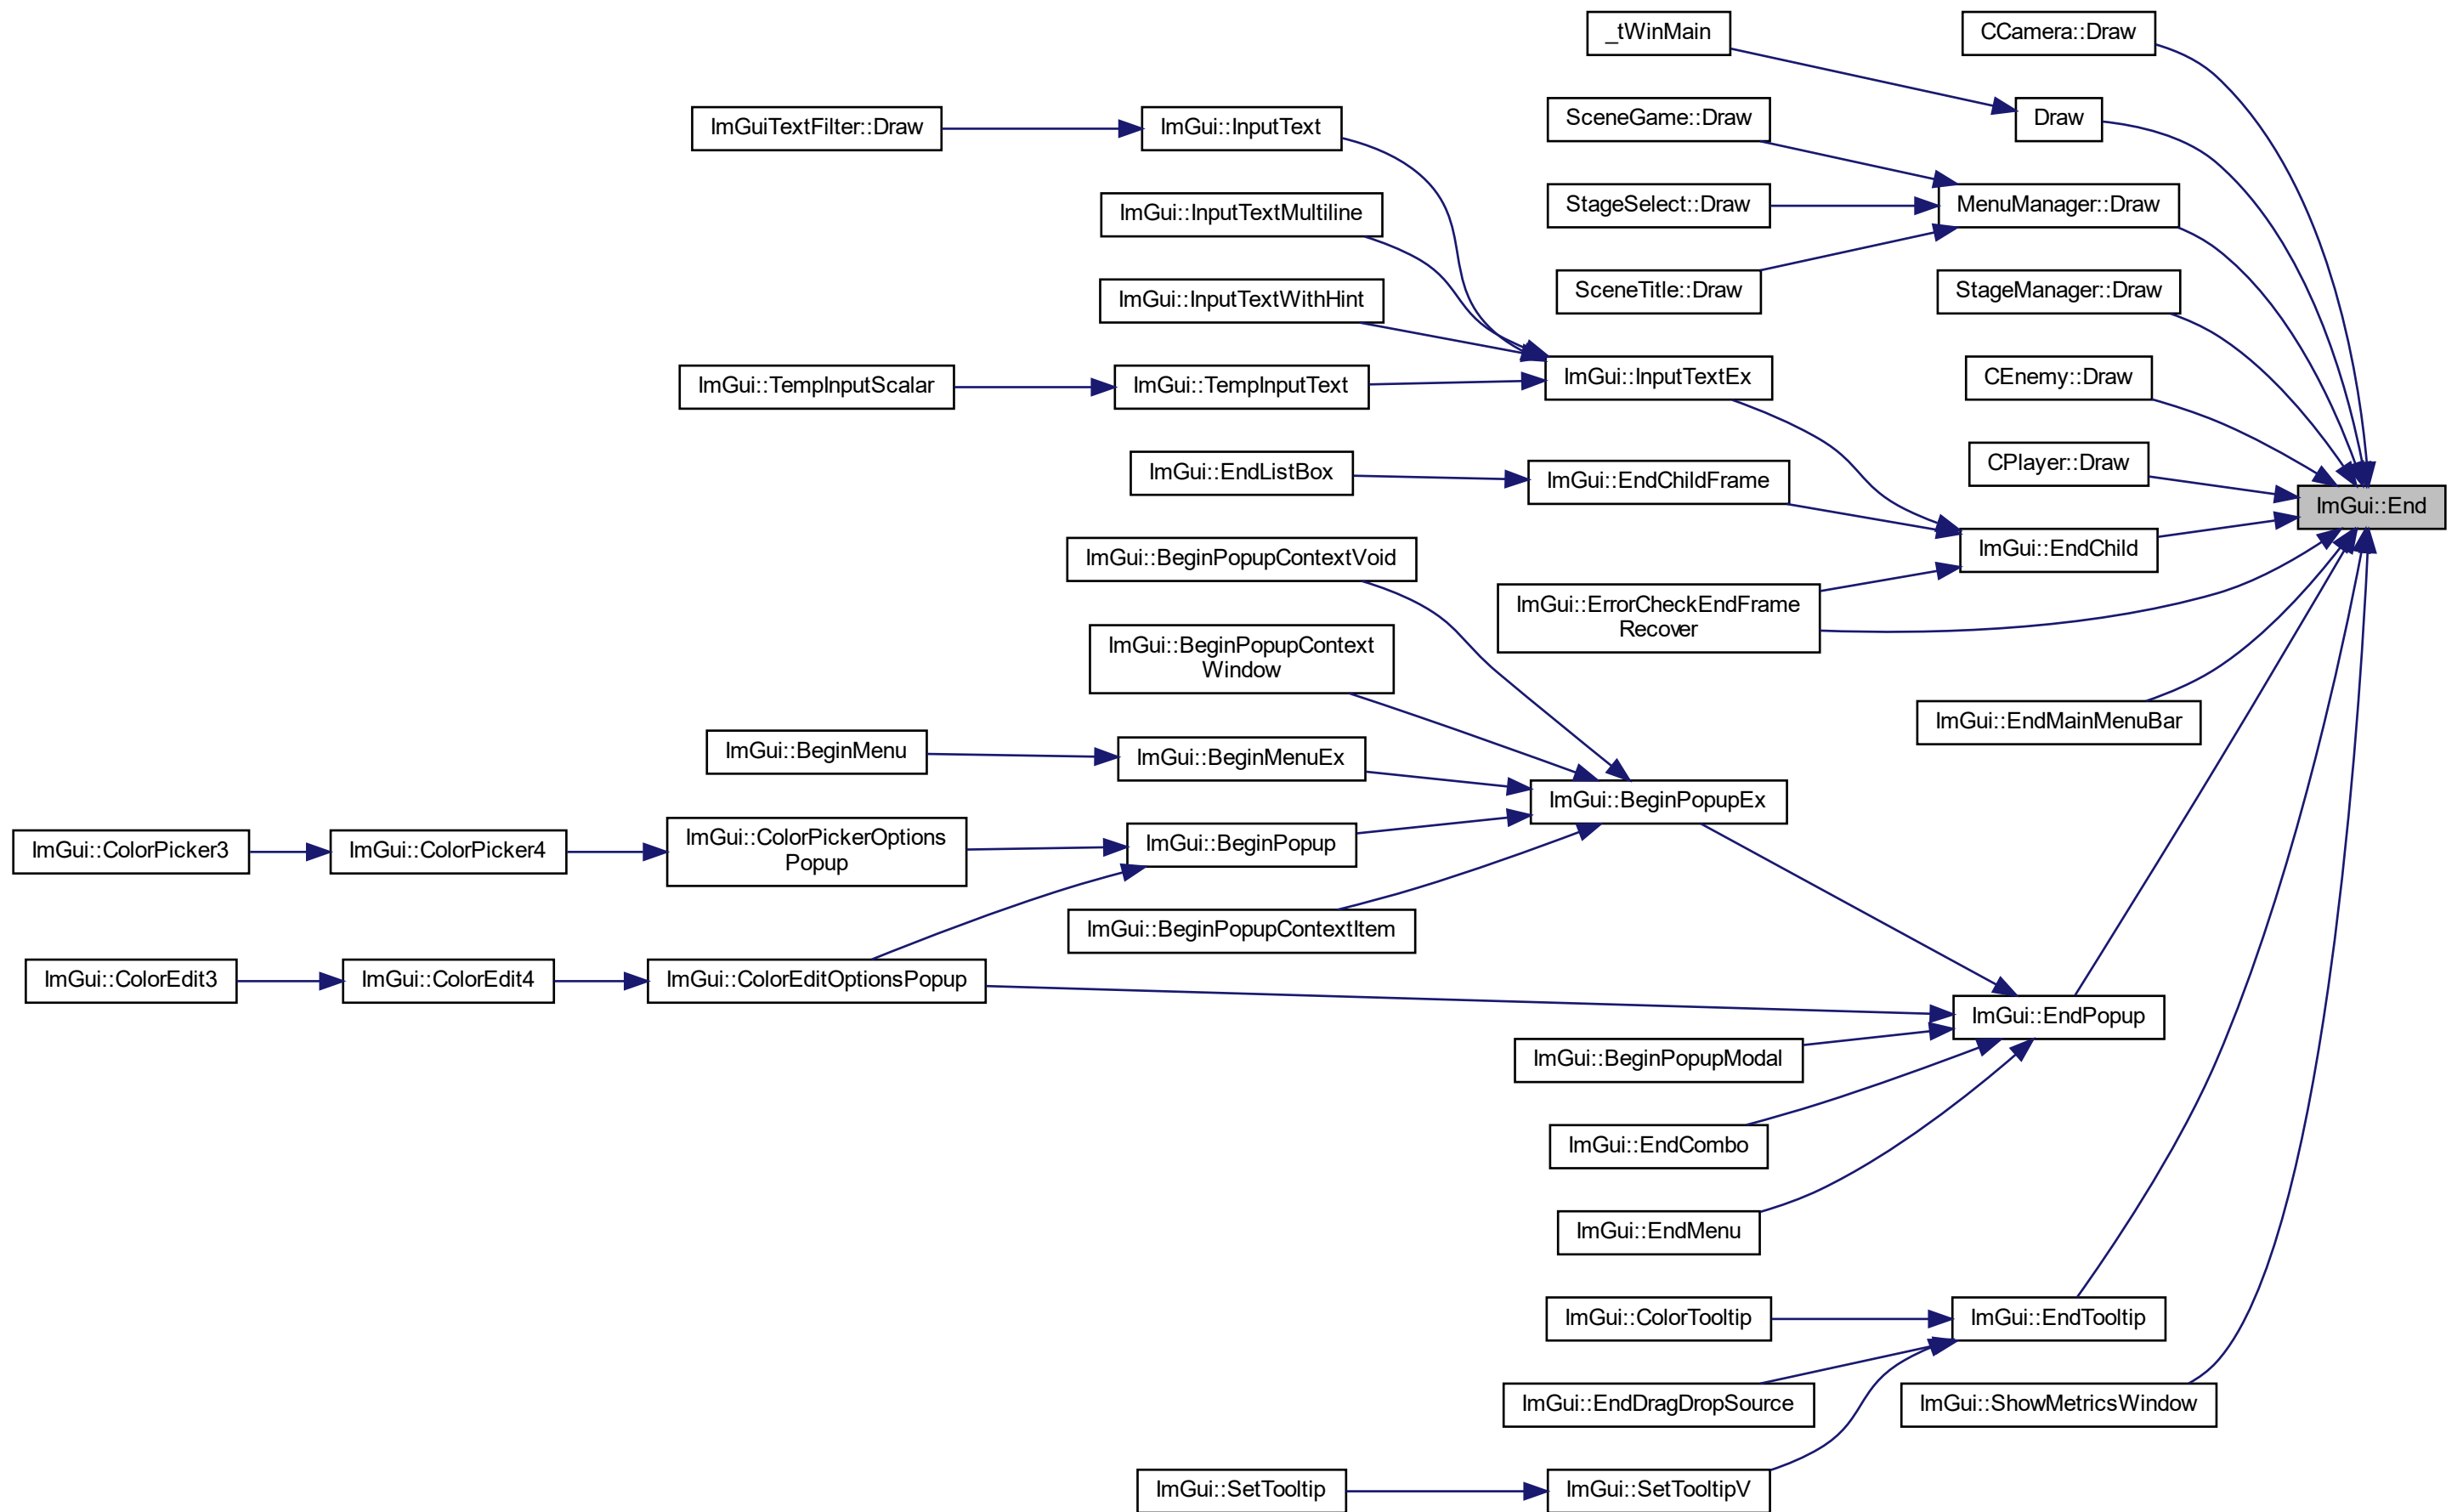 _tWinMain
CCamera::Draw
ImGuiTextFilter::Draw
ImGui::InputText
SceneGame::Draw
Draw
ImGui::InputTextMultiline
StageSelect::Draw
MenuManager::Draw
ImGui::InputTextWithHint
SceneTitle::Draw
StageManager::Draw
ImGui::TempInputScalar
ImGui::TempInputText
ImGui::InputTextEx
CEnemy::Draw
ImGui::EndListBox
ImGui::EndChildFrame
CPlayer::Draw
ImGui::End
ImGui::BeginPopupContextVoid
ImGui::EndChild
ImGui::ErrorCheckEndFrame
Recover
ImGui::BeginPopupContext
Window
ImGui::EndMainMenuBar
ImGui::BeginMenu
ImGui::BeginMenuEx
ImGui::BeginPopupEx
ImGui::ColorPicker3
ImGui::ColorPicker4
ImGui::ColorPickerOptions
Popup
ImGui::BeginPopup
ImGui::BeginPopupContextItem
ImGui::ColorEdit3
ImGui::ColorEdit4
ImGui::ColorEditOptionsPopup
ImGui::EndPopup
ImGui::BeginPopupModal
ImGui::EndCombo
ImGui::EndMenu
ImGui::ColorTooltip
ImGui::EndTooltip
ImGui::EndDragDropSource
ImGui::ShowMetricsWindow
ImGui::SetTooltip
ImGui::SetTooltipV